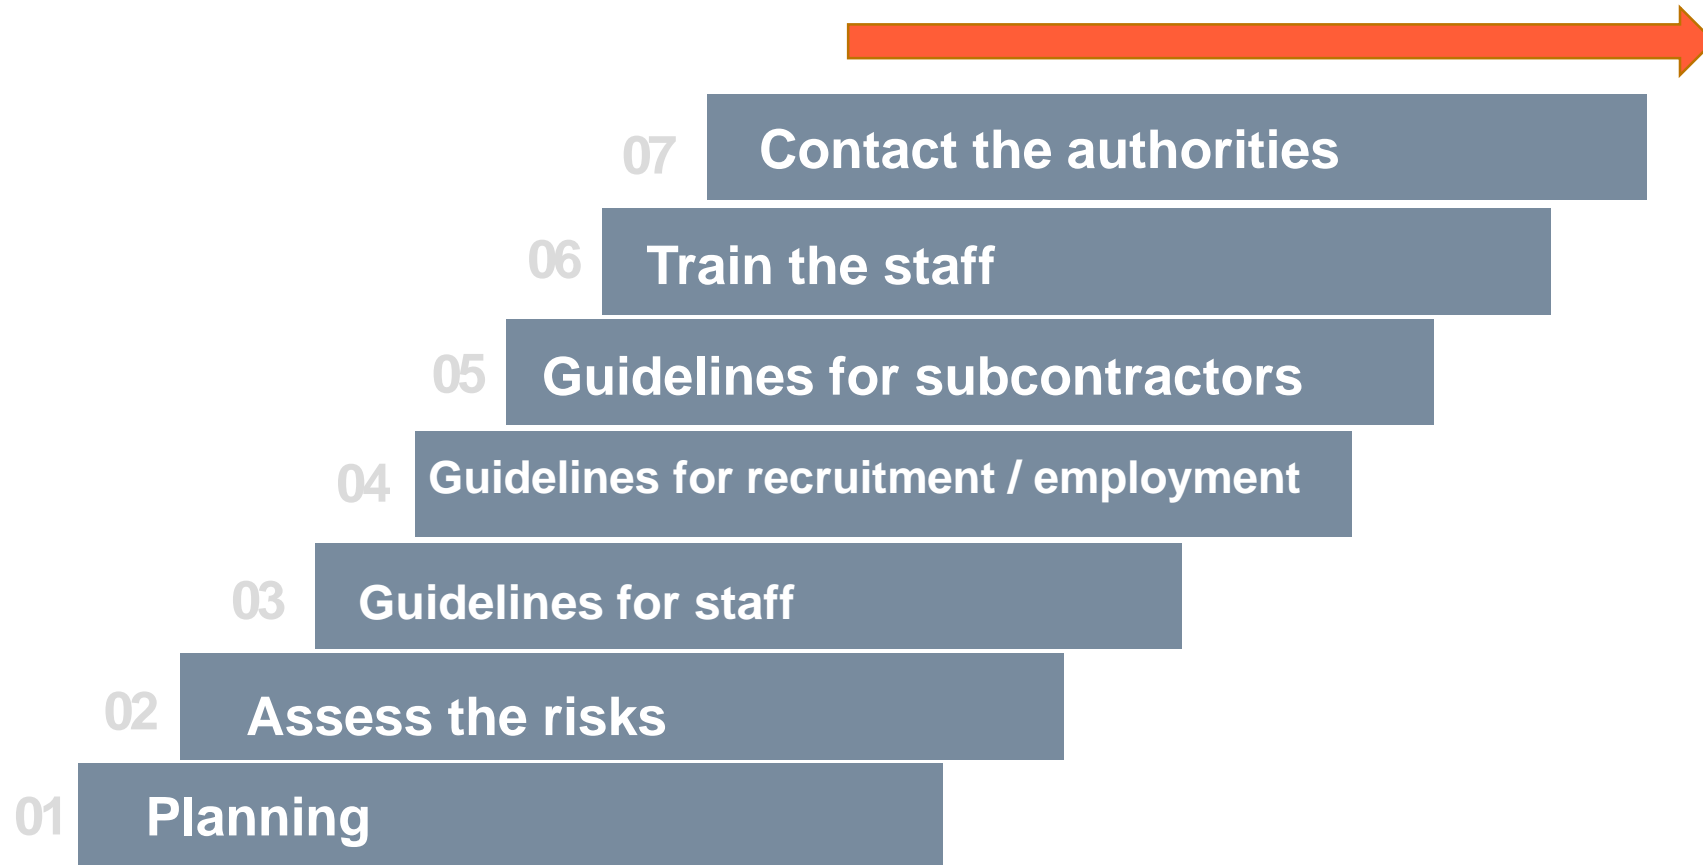 07 Contact the authorities
06 Train the staff
05 Guidelines for subcontractors
04 Guidelines for recruitment / employment
03 Guidelines for staff
02 Assess the risks
01 Planning